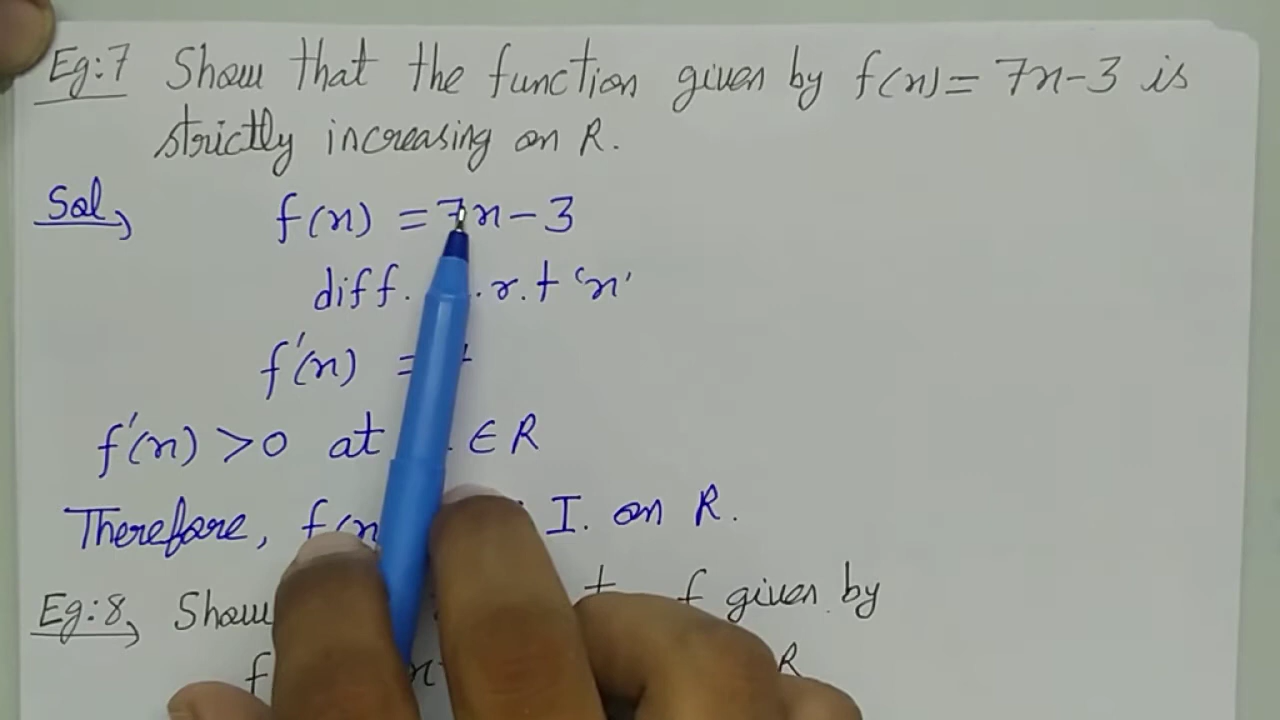 Eg:7 Show that the function given by f(x) = 7x-3 is
strictly increasing on R.
Sol,
f(x) = 7x - 3
diff. .r.t 'x'
f'(x) =
f'(x) > 0 at ∈ R
Therefore, f(x I. on R.
Eg:8, Show f given by
f x R